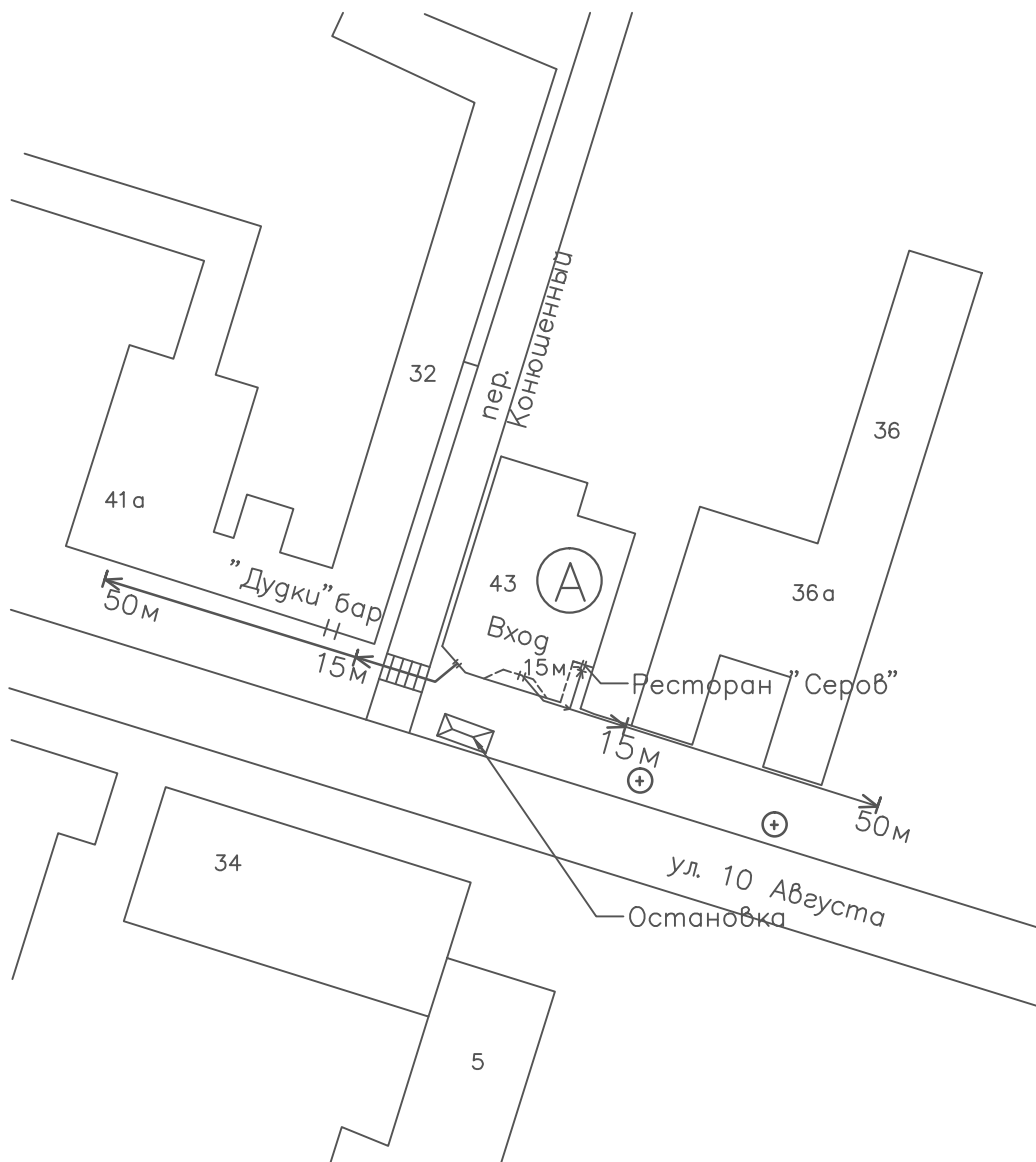 пер.
Конюшенный
32
36
41а
43
А
36а
"Дудки" бар
50м
Вход
15м
15м
Ресторан "Серов"
15м
50м
34
ул. 10 Августа
Остановка
5